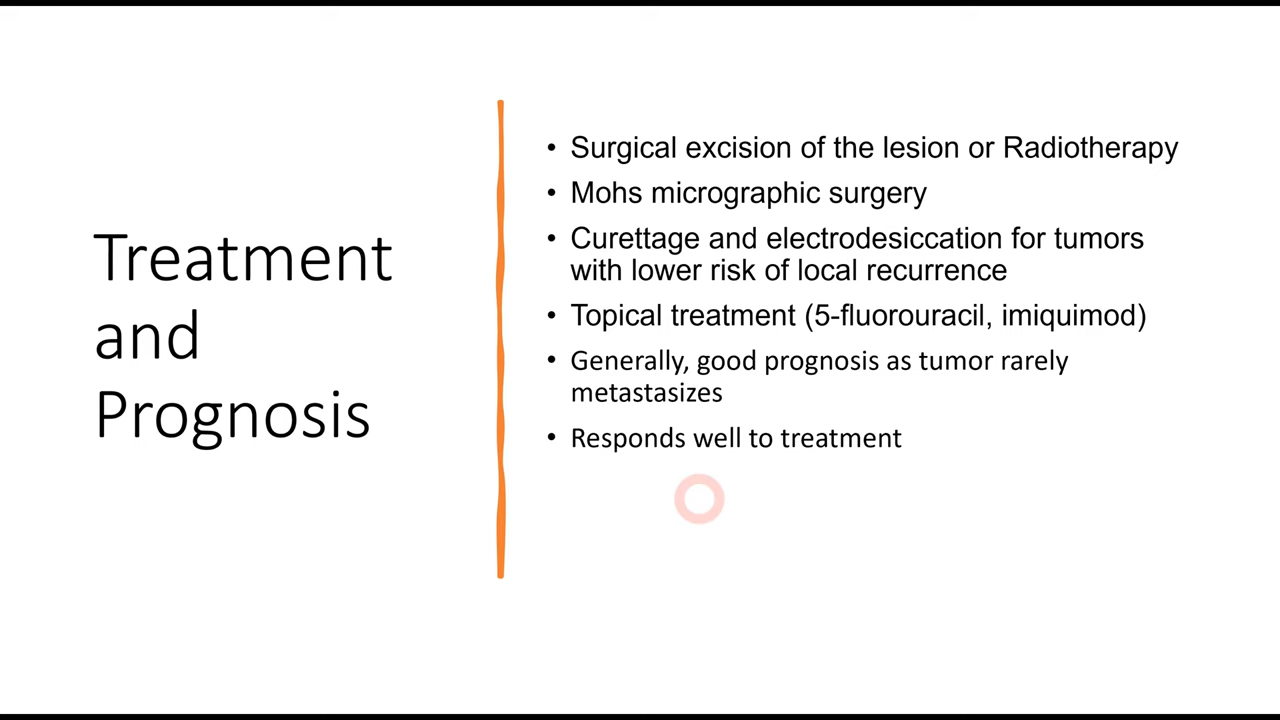 Treatment
and
Prognosis
• Surgical excision of the lesion or Radiotherapy
• Mohs micrographic surgery
• Curettage and electrodesiccation for tumors
with lower risk of local recurrence
• Topical treatment (5-fluorouracil, imiquimod)
• Generally, good prognosis as tumor rarely
metastasizes
• Responds well to treatment